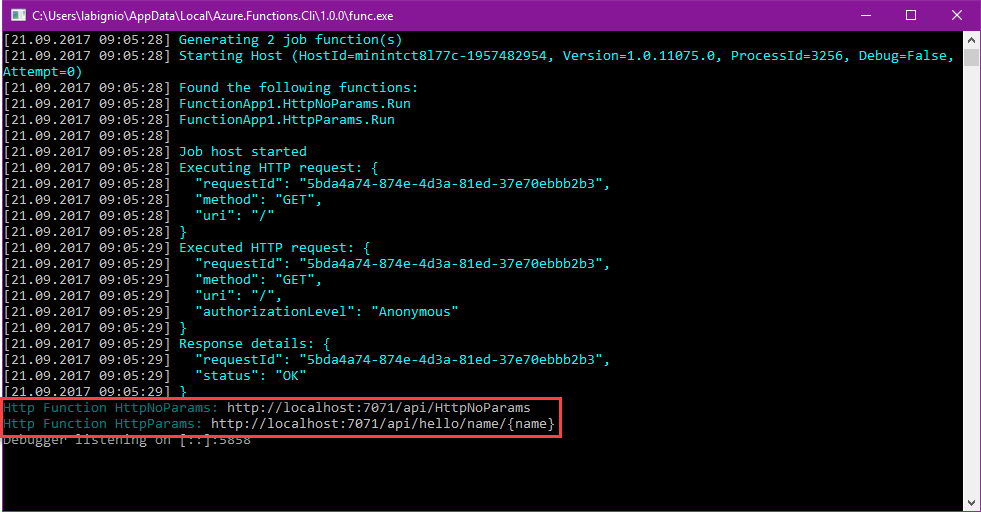 C:\Users\labignio\AppData\Local\Azure.Functions.Cli\1.0.0\func.exe
[21.09.2017 09:05:28] Generating 2 job function(s)
[21.09.2017 09:05:28] Starting Host (HostId=minintct8l77c-1957482954, Version=1.0.11075.0, ProcessId=3256, Debug=False,
Attempt=0)
[21.09.2017 09:05:28] Found the following functions:
[21.09.2017 09:05:28] FunctionApp1.HttpNoParams.Run
[21.09.2017 09:05:28] FunctionApp1.HttpParams.Run
[21.09.2017 09:05:28]
[21.09.2017 09:05:28] Job host started
[21.09.2017 09:05:28] Executing HTTP request: {
[21.09.2017 09:05:28]   "requestId": "5bda4a74-874e-4d3a-81ed-37e70ebbb2b3",
[21.09.2017 09:05:28]   "method": "GET",
[21.09.2017 09:05:28]   "uri": "/"
[21.09.2017 09:05:28] }
[21.09.2017 09:05:29] Executed HTTP request: {
[21.09.2017 09:05:29]   "requestId": "5bda4a74-874e-4d3a-81ed-37e70ebbb2b3",
[21.09.2017 09:05:29]   "method": "GET",
[21.09.2017 09:05:29]   "uri": "/",
[21.09.2017 09:05:29]   "authorizationLevel": "Anonymous"
[21.09.2017 09:05:29] }
[21.09.2017 09:05:29] Response details: {
[21.09.2017 09:05:29]   "requestId": "5bda4a74-874e-4d3a-81ed-37e70ebbb2b3",
[21.09.2017 09:05:29]   "status": "OK"
[21.09.2017 09:05:29] }
Http Function HttpNoParams: http://localhost:7071/api/HttpNoParams
Http Function HttpParams: http://localhost:7071/api/hello/name/{name}
Debugger listening on [::]:5858